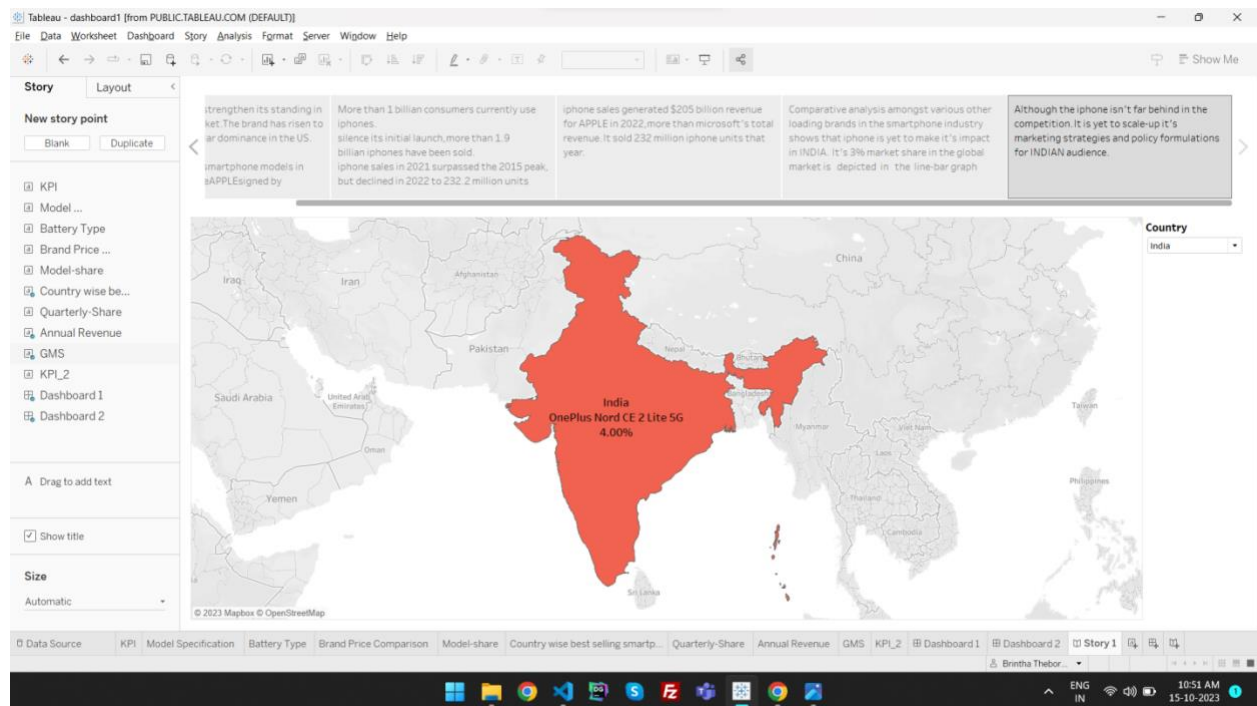 Tableau - dashboard1 [from PUBLIC.TABLEAU.COM (DEFAULT)]
File Data Worksheet Dashboard Story Analysis Format Server Window Help
Show Me
Story Layout
New story point
Blank Duplicate
KPI
Model ...
Battery Type
Brand Price ...
Model-share
Country wise be...
Quarterly-Share
Annual Revenue
GMS
KPI_2
Dashboard 1
Dashboard 2
A Drag to add text
Show title
Size
Automatic
strengthen its standing in
ket.The brand has risen to
ar dominance in the US.
smartphone models in
eAPPLEsigned by
More than 1 billian consumers currently use
iphones.
silence its initial launch,more than 1.9
billian iphones have been sold.
iphone sales in 2021 surpassed the 2015 peak,
but declined in 2022 to 232.2 million units
iphone sales generated $205 billion revenue
for APPLE in 2022,more than microsoft's total
revenue.It sold 232 million iphone units that
year.
Comparative analysis amongst various other
loading brands in the smartphone industry
shows that iphone is yet to make it's impact
in INDIA. It's 3% market share in the global
market is depicted in the line-bar graph
Although the iphone isn't far behind in the
competition.It is yet to scale-up it's
marketing strategies and policy formulations
for INDIAN audience.
Country
India
China
Afghanistan
Iraq
Iran
Pakistan
Nepal
Bhutan
Saudi Arabia
United Arab
Emirates
Bangladesh
India
OnePlus Nord CE 2 Lite 5G
4.00%
Taiwan
Myanmar
Viet Nam
Laos
Oman
Yemen
Thailand
Philippines
Cambodia
Sri Lanka
© 2023 Mapbox © OpenStreetMap
Data Source KPI Model Specification Battery Type Brand Price Comparison Model-share Country wise best selling smartp... Quarterly-Share Annual Revenue GMS KPI_2 Dashboard 1 Dashboard 2 Story 1
Brintha Thebor...
ENG
IN
10:51 AM
15-10-2023
1